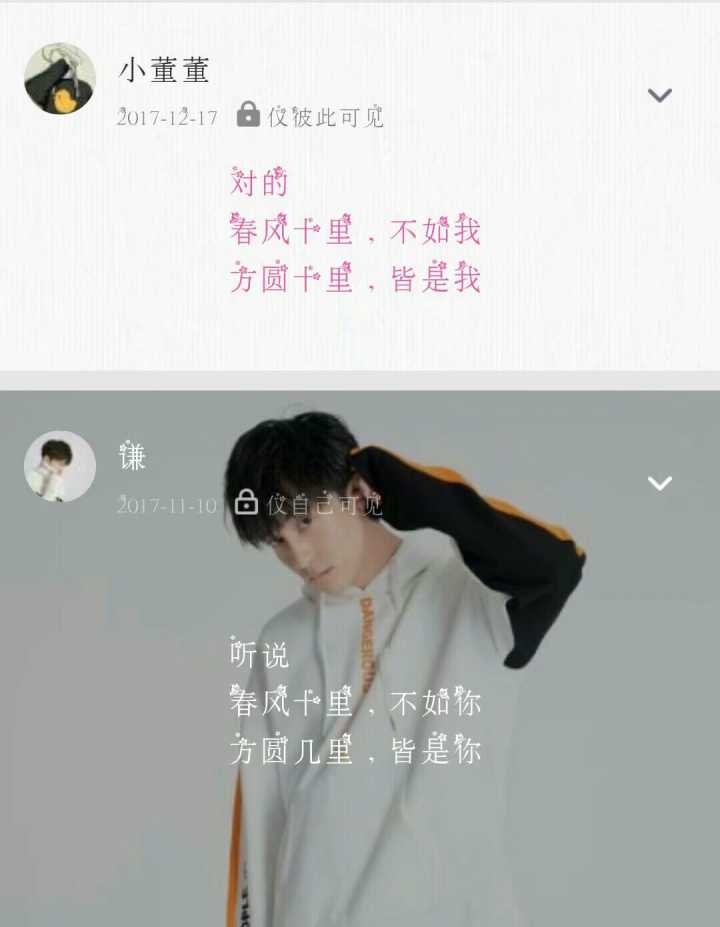 小董董
2017-12-17 仅彼此可见
对的
春风十里，不如我
方圆十里，皆是我
谦
2017-11-10 仅自己可见
DANGEROUS
听说
春风十里，不如你
方圆几里，皆是你